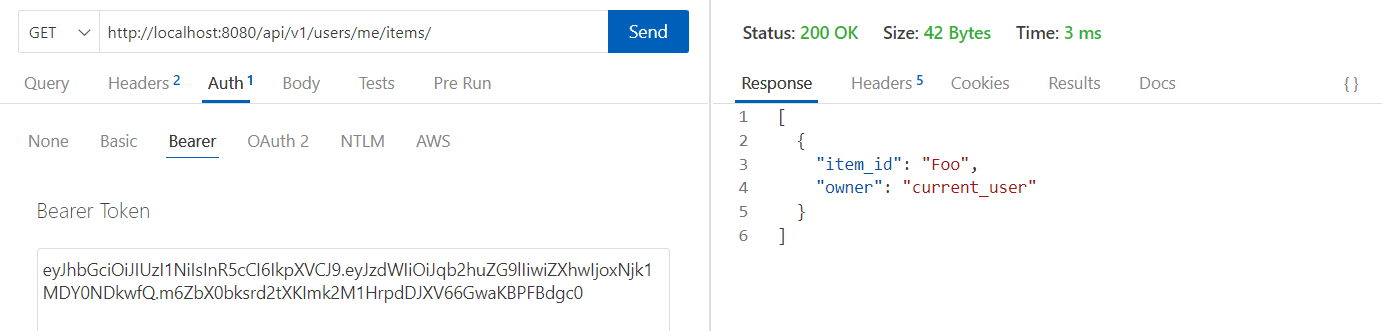 GET http://localhost:8080/api/v1/users/me/items/ Send
Query Headers 2 Auth 1 Body Tests Pre Run
None Basic Bearer OAuth 2 NTLM AWS
Bearer Token
eyJhbGciOiJIUzI1NiIsInR5cCI6IkpXVCJ9.eyJzdWIiOiJqb2huZG9lIiwiZXhwIjoxNjk1
MDY0NDkwfQ.m6ZbX0bksrd2tXKImk2M1HrpdDJXV66GwaKBPFBdgc0
Status: 200 OK Size: 42 Bytes Time: 3 ms
Response Headers 5 Cookies Results Docs { }
1 [
2 {
3 "item_id": "Foo",
4 "owner": "current_user"
5 }
6 ]